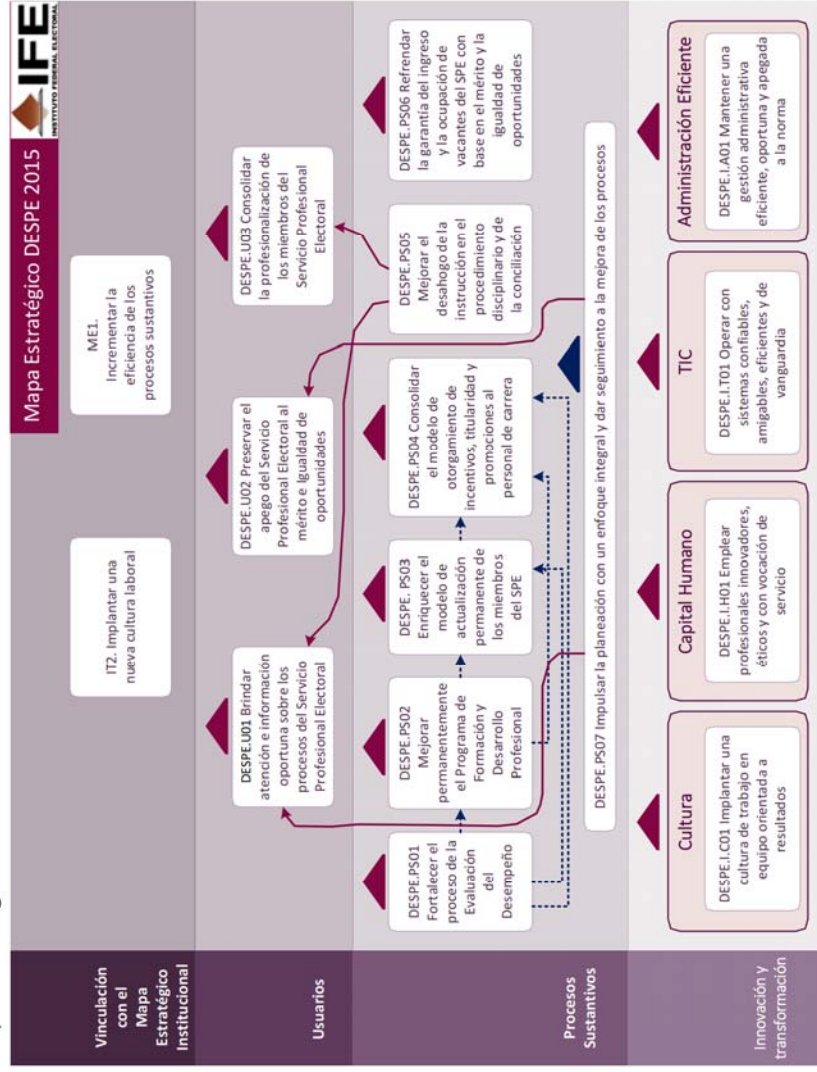 Mapa Estratégico DESPE 2015
IFE
INSTITUTO FEDERAL ELECTORAL
Vinculación
con el
Mapa
Estratégico
Institucional
IT2. Implantar una
nueva cultura laboral
ME1.
Incrementar la
eficiencia de los
procesos sustantivos
Usuarios
DESPE.U01 Brindar
atención e información
oportuna sobre los
procesos del Servicio
Profesional Electoral
DESPE.U02 Preservar el
apego del Servicio
Profesional Electoral al
mérito e Igualdad de
oportunidades
DESPE.U03 Consolidar
la profesionalización de
los miembros del
Servicio Profesional
Electoral
Procesos
Sustantivos
DESPE.PS01
Fortalecer el
proceso de la
Evaluación
del
Desempeño
DESPE.PS02
Mejorar
permanentemente
el Programa de
Formación y
Desarrollo
Profesional
DESPE. PS03
Enriquecer el
modelo de
actualización
permanente de
los miembros
del SPE
DESPE.PS04 Consolidar
el modelo de
otorgamiento de
incentivos, titularidad y
promociones al
personal de carrera
DESPE.PS05
Mejorar el
desahogo de la
instrucción en el
procedimiento
disciplinario y de
la conciliación
DESPE.PS06 Refrendar
la garantía del ingreso
y la ocupación de
vacantes del SPE con
base en el mérito y la
igualdad de
oportunidades
DESPE.PS07 Impulsar la planeación con un enfoque integral y dar seguimiento a la mejora de los procesos
Innovación y
transformación
Cultura
DESPE.I.C01 Implantar una
cultura de trabajo en
equipo orientada a
resultados
Capital Humano
DESPE.I.H01 Emplear
profesionales innovadores,
éticos y con vocación de
servicio
TIC
DESPE.I.T01 Operar con
sistemas confiables,
amigables, eficientes y de
vanguardia
Administración Eficiente
DESPE.I.A01 Mantener una
gestión administrativa
eficiente, oportuna y apegada
a la norma